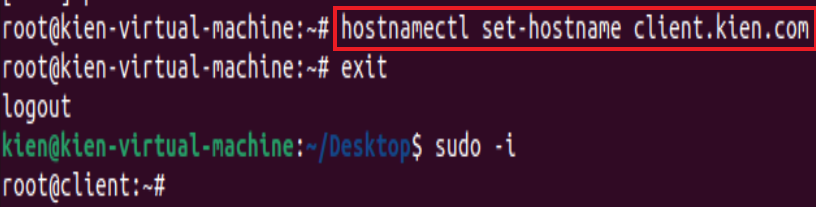 root@kien-virtual-machine:~# hostnamectl set-hostname client.kien.com
root@kien-virtual-machine:~# exit
logout
kien@kien-virtual-machine:~/Desktop$ sudo -i
root@client:~#